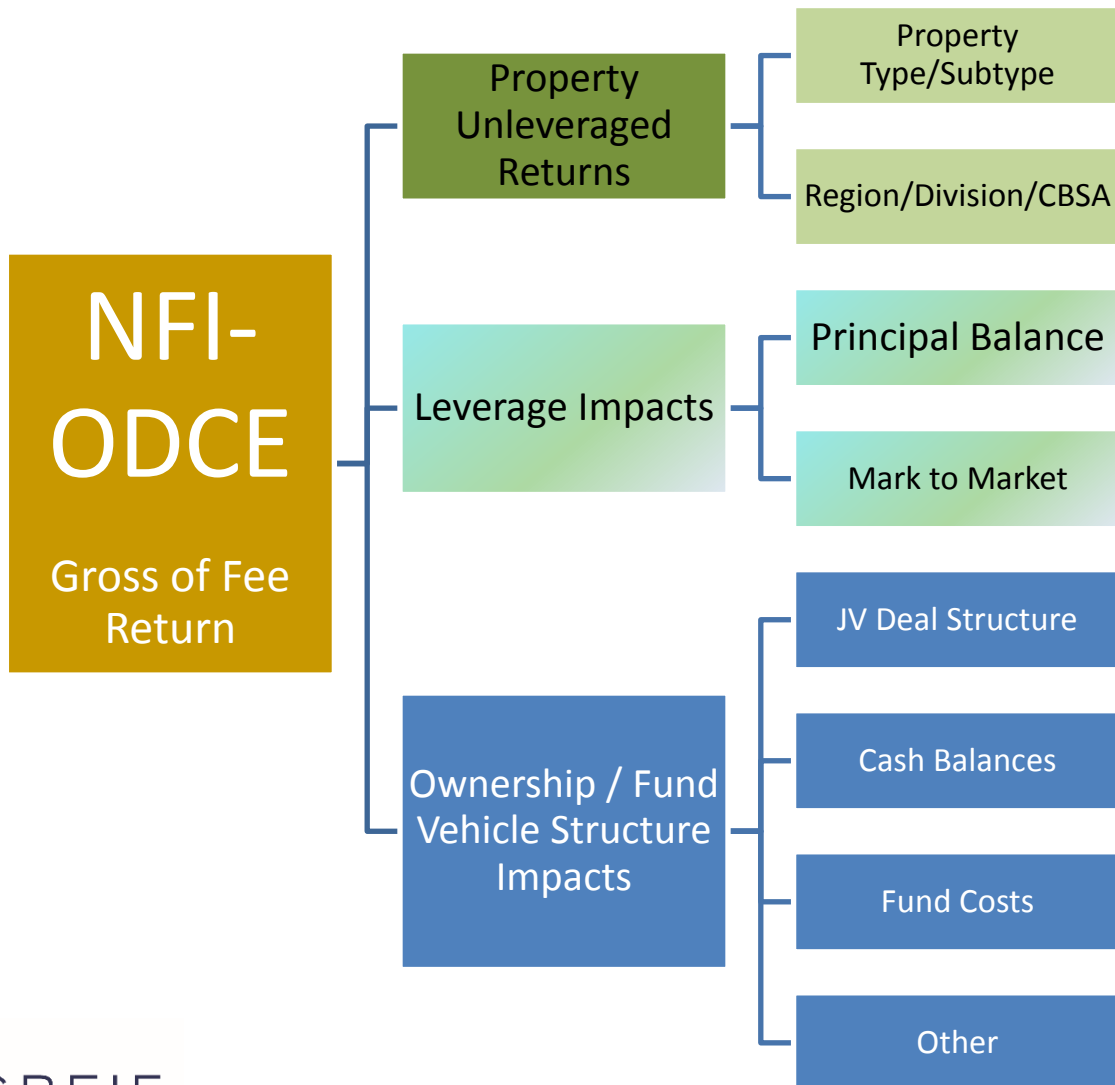 NFI-
ODCE
Gross of Fee
Return
Property
Unleveraged
Returns
Property
Type/Subtype
Region/Division/CBSA
Leverage Impacts
Principal Balance
Mark to Market
Ownership / Fund
Vehicle Structure
Impacts
JV Deal Structure
Cash Balances
Fund Costs
Other